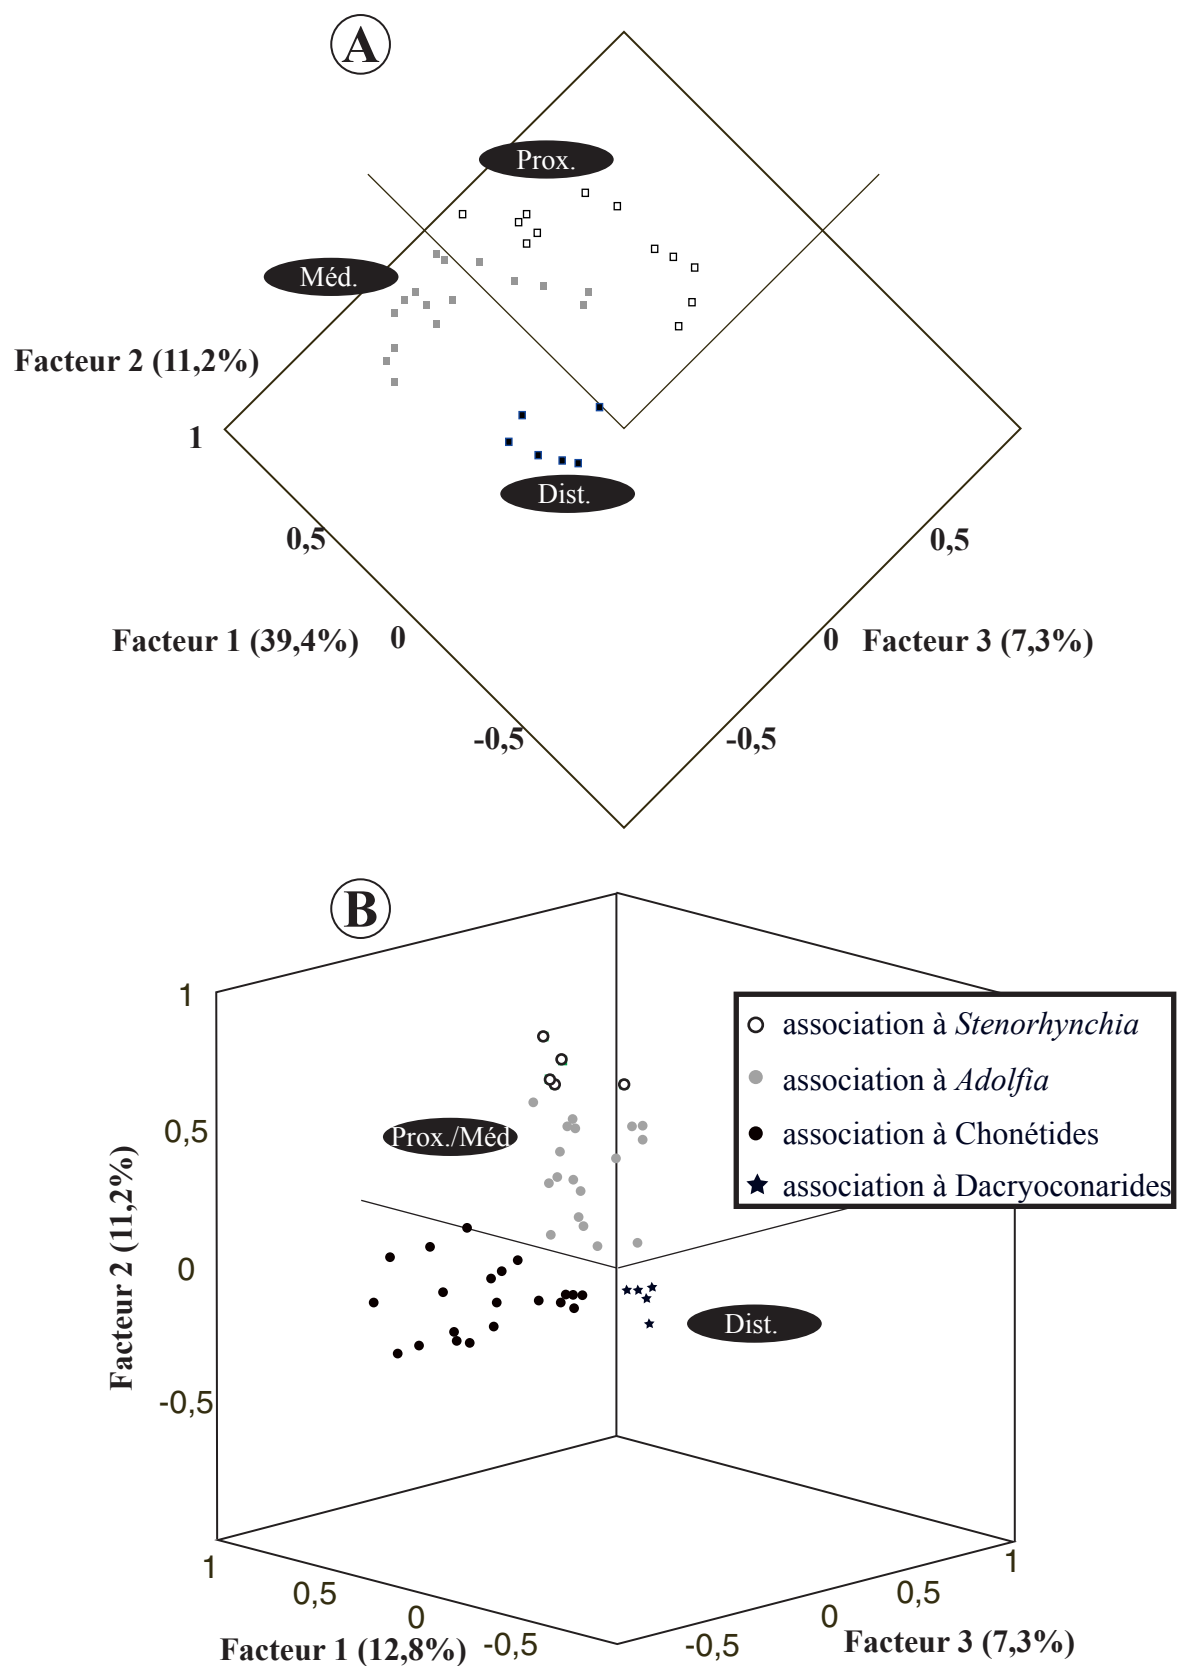 A
Prox.
Méd.
Facteur 2 (11,2%)
1
Dist.
0,5
0,5
Facteur 1 (39,4%)
0
0
Facteur 3 (7,3%)
-0,5
-0,5
B
1
association à Stenorhynchia
association à Adolfia
0,5
Prox./Méd
association à Chonétides
association à Dacryoconarides
Facteur 2 (11,2%)
0
Dist.
-0,5
1
1
0,5
0,5
0
0
Facteur 1 (12,8%)
-0,5
-0,5
Facteur 3 (7,3%)